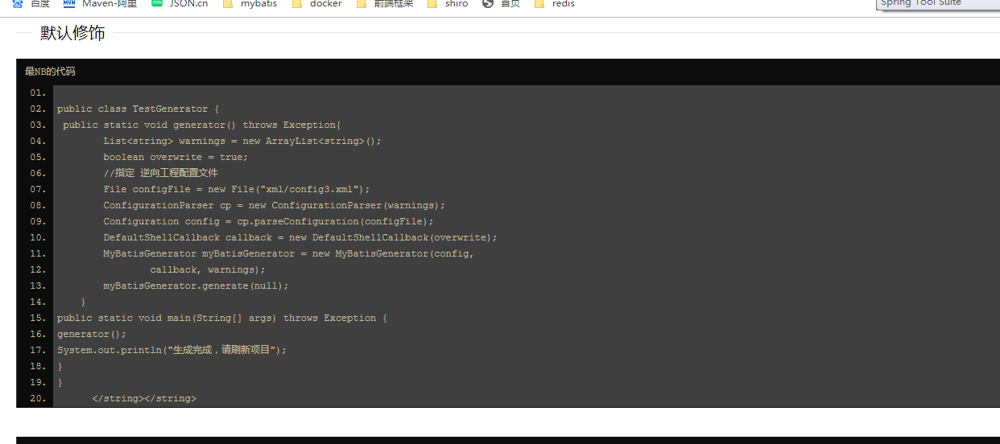 百度 Maven-阿里 JSON.cn mybatis docker 前端框架 shiro 首页 redis Spring Tool Suite
默认修饰
最NB的代码
01.
02. public class TestGenerator {
03. public static void generator() throws Exception{
04. List<string> warnings = new ArrayList<string>();
05. boolean overwrite = true;
06. //指定 逆向工程配置文件
07. File configFile = new File("xml/config3.xml");
08. ConfigurationParser cp = new ConfigurationParser(warnings);
09. Configuration config = cp.parseConfiguration(configFile);
10. DefaultShellCallback callback = new DefaultShellCallback(overwrite);
11. MyBatisGenerator myBatisGenerator = new MyBatisGenerator(config,
12. callback, warnings);
13. myBatisGenerator.generate(null);
14. }
15. public static void main(String[] args) throws Exception {
16. generator();
17. System.out.println("生成完成，请刷新项目");
18. }
19. }
20. </string></string>